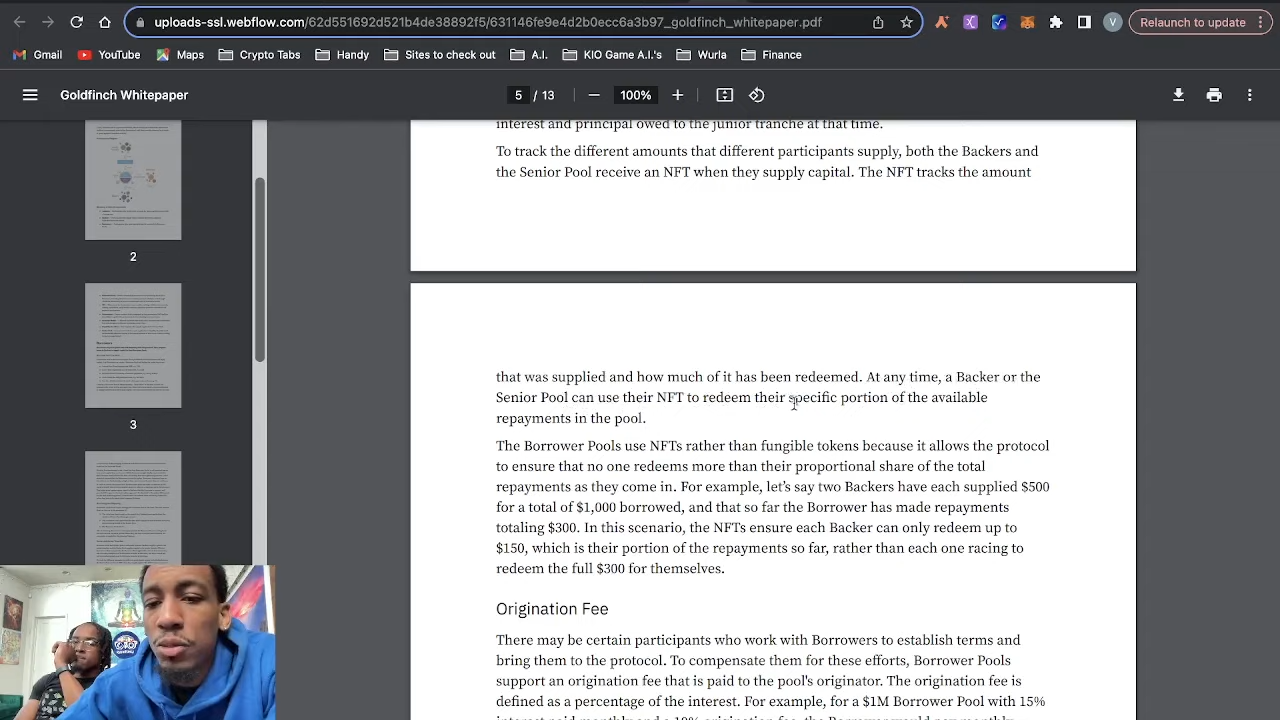 uploads-ssl.webflow.com/62d551692d521b4de38892f5/631146fe9e4d2b0ecc6a3b97_goldfinch_whitepaper.pdf
V
Relaunch to update
Gmail
YouTube
Maps
Crypto Tabs
Handy
Sites to check out
A.I.
KIO Game A.I.'s
Wurla
Finance
Goldfinch Whitepaper
5 / 13
100%
2
3
interest and principal owed to the junior tranche at that time.
To track the different amounts that different participants supply, both the Backers and
the Senior Pool receive an NFT when they supply capital. The NFT tracks the amount
that was supplied and how much of it has been redeemed. At any time, a Backer or the
Senior Pool can use their NFT to redeem their specific portion of the available
repayments in the pool.
The Borrower Pools use NFTs rather than fungible tokens because it allows the protocol
to ensure that no one redeems more than their proportional share of the total
repayments as they come in. For example, let's say two Backers have each supplied $500
for a total $1,000 borrowed, and that so far the Borrower has made repayments
totaling $300. In this scenario, the NFTs ensure each Backer can only redeem up to
$150, which is their portion of the repayments so far, rather than each one racing to
redeem the full $300 for themselves.
Origination Fee
There may be certain participants who work with Borrowers to establish terms and
bring them to the protocol. To compensate them for these efforts, Borrower Pools
support an origination fee that is paid to the pool's originator. The origination fee is
defined as a percentage of the interest. For example, for a $1M Borrower Pool with 15%
interest paid monthly and a 10% origination fee, the Borrower would pay monthly